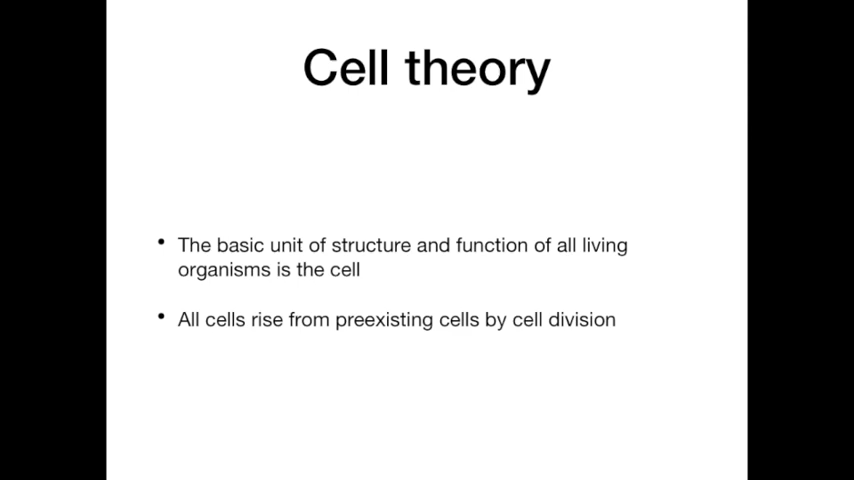 Cell theory
• The basic unit of structure and function of all living
organisms is the cell
• All cells rise from preexisting cells by cell division